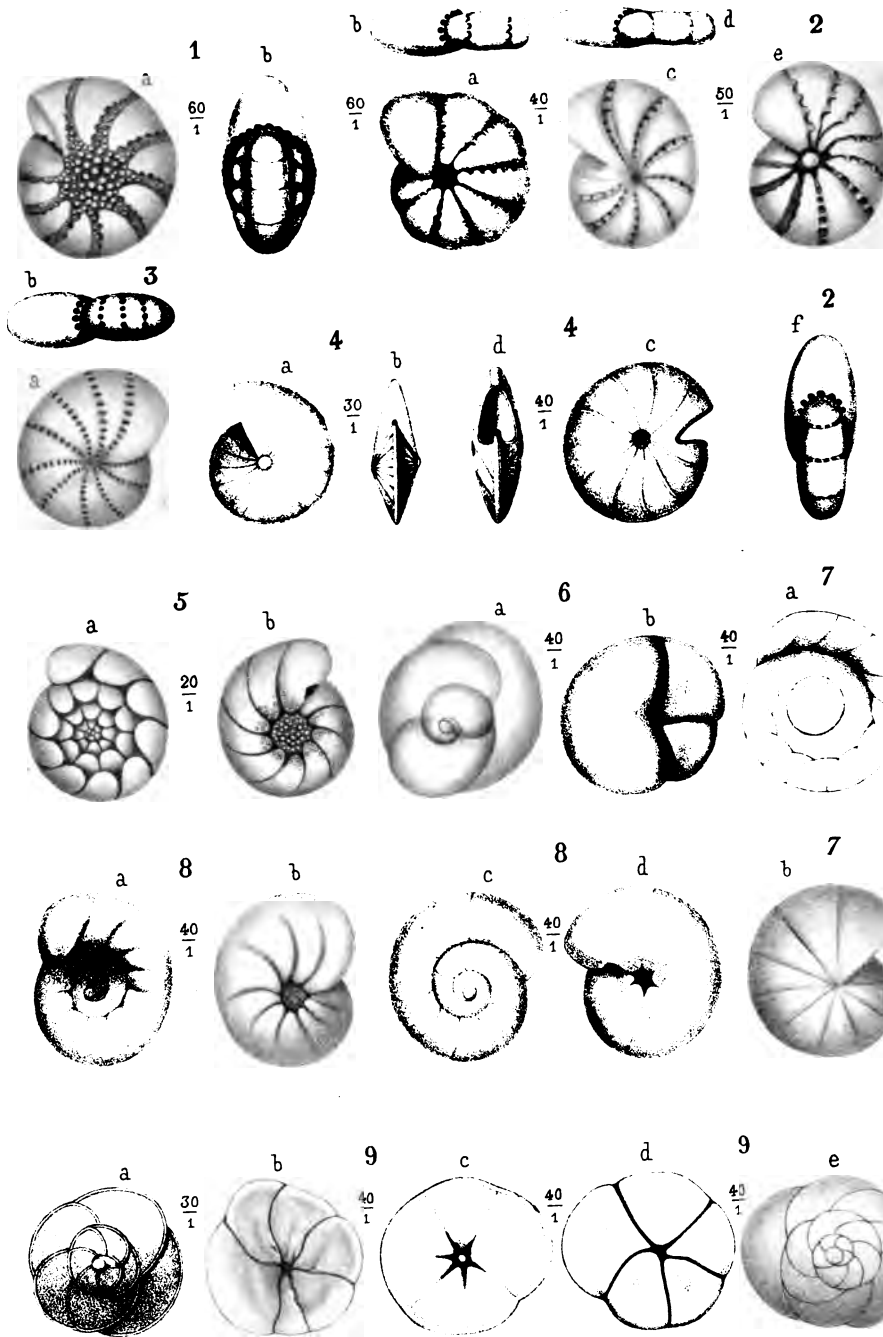 b d 2
1 b a e
a 60/1 60/1 a 40/1 c 50/1
b 3 2
a 4 b d 4 c f
a 30/1 40/1
5 a b a 6 b 7 a
20/1 40/1 40/1
a 8 b c 8 d b 7
40/1 40/1
a b 9 c d 9 e
30/1 40/1 40/1 40/1